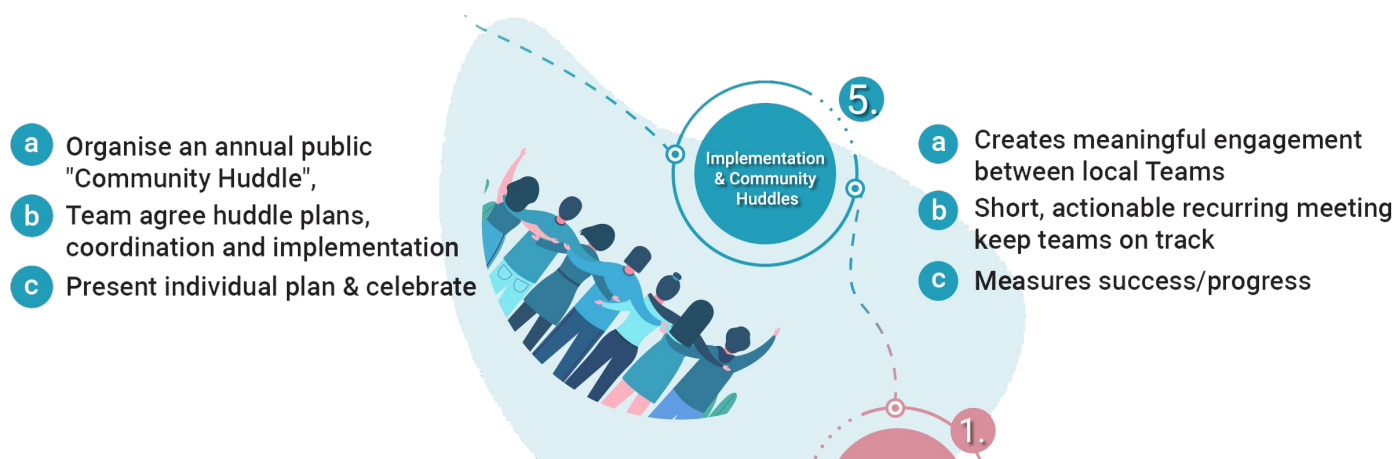 a Organise an annual public
"Community Huddle",
b Team agree huddle plans,
coordination and implementation
c Present individual plan & celebrate
Implementation
& Community
Huddles
5.
a Creates meaningful engagement
between local Teams
b Short, actionable recurring meeting
keep teams on track
c Measures success/progress
1.